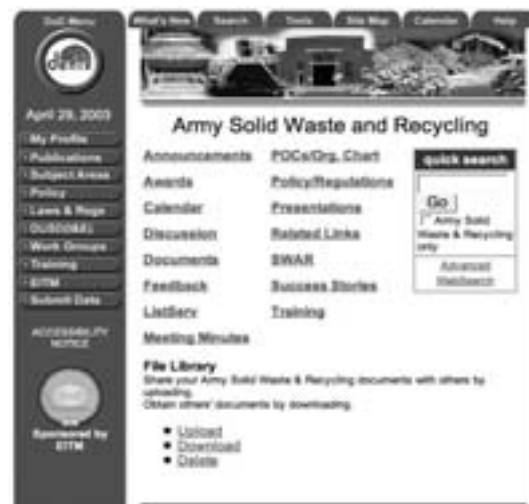 DoD Menu
What's New Search Tools Site Map Calendar Help
April 29, 2003
My Profile
Publications
Subject Areas
Policy
Laws & Regs
Work Groups
Training
EITM
Submit Data
ACCESSIBILITY
NOTICE
Sponsored by
EITM
Army Solid Waste and Recycling
Announcements POCs/Org. Chart
Awards Policy/Regulations
Calendar Presentations
Discussion Related Links
Documents SWAR
Feedback Success Stories
ListServ Training
Meeting Minutes
quick search
Go
Army Solid
Waste & Recycling
only
Advanced
WebSearch
File Library
Share your Army Solid Waste & Recycling documents with others by
uploading.
Obtain others' documents by downloading.
Upload
Download
Delete